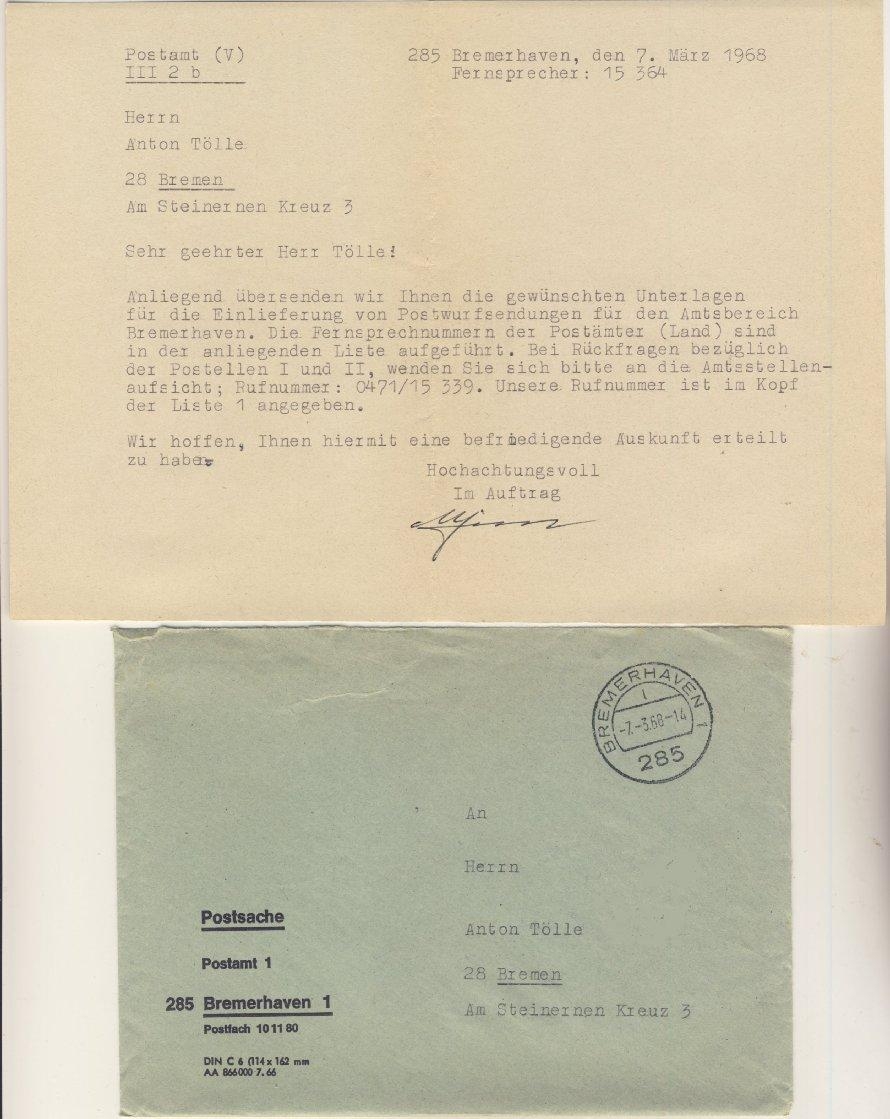 Postamt (V)
III 2 b
285 Bremerhaven, den 7. März 1968
Fernsprecher: 15 364
Herrn
Anton Tölle
28 Bremen
Am Steinernen Kreuz 3
Sehr geehrter Herr Tölle!
Anliegend übersenden wir Ihnen die gewünschten Unterlagen
für die Einlieferung von Postwurfsendungen für den Amtsbereich
Bremerhaven. Die Fernsprechnummern der Postämter (Land) sind
in der anliegenden Liste aufgeführt. Bei Rückfragen bezüglich
der Postellen I und II, wenden Sie sich bitte an die Amtsstellen-
aufsicht; Rufnummer: 0471/15 339. Unsere Rufnummer ist im Kopf
der Liste 1 angegeben.
Wir hoffen, Ihnen hiermit eine befriedigende Auskunft erteilt
zu haben.
Hochachtungsvoll
Im Auftrag
BREMERHAVEN 1
1
-7.-3.68-14
285
An
Herrn
Anton Tölle
28 Bremen
Am Steinernen Kreuz 3
Postsache
Postamt 1
285 Bremerhaven 1
Postfach 10 11 80
DIN C 6 (114 x 162 mm
AA 866 000 7. 66